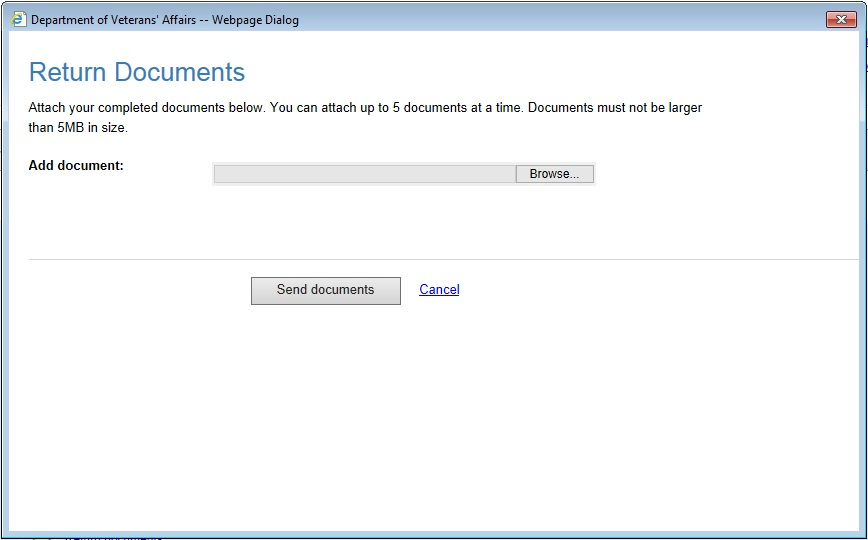 Department of Veterans' Affairs -- Webpage Dialog
Return Documents
Attach your completed documents below. You can attach up to 5 documents at a time. Documents must not be larger
than 5MB in size.
Add document:
Browse...
Send documents
Cancel